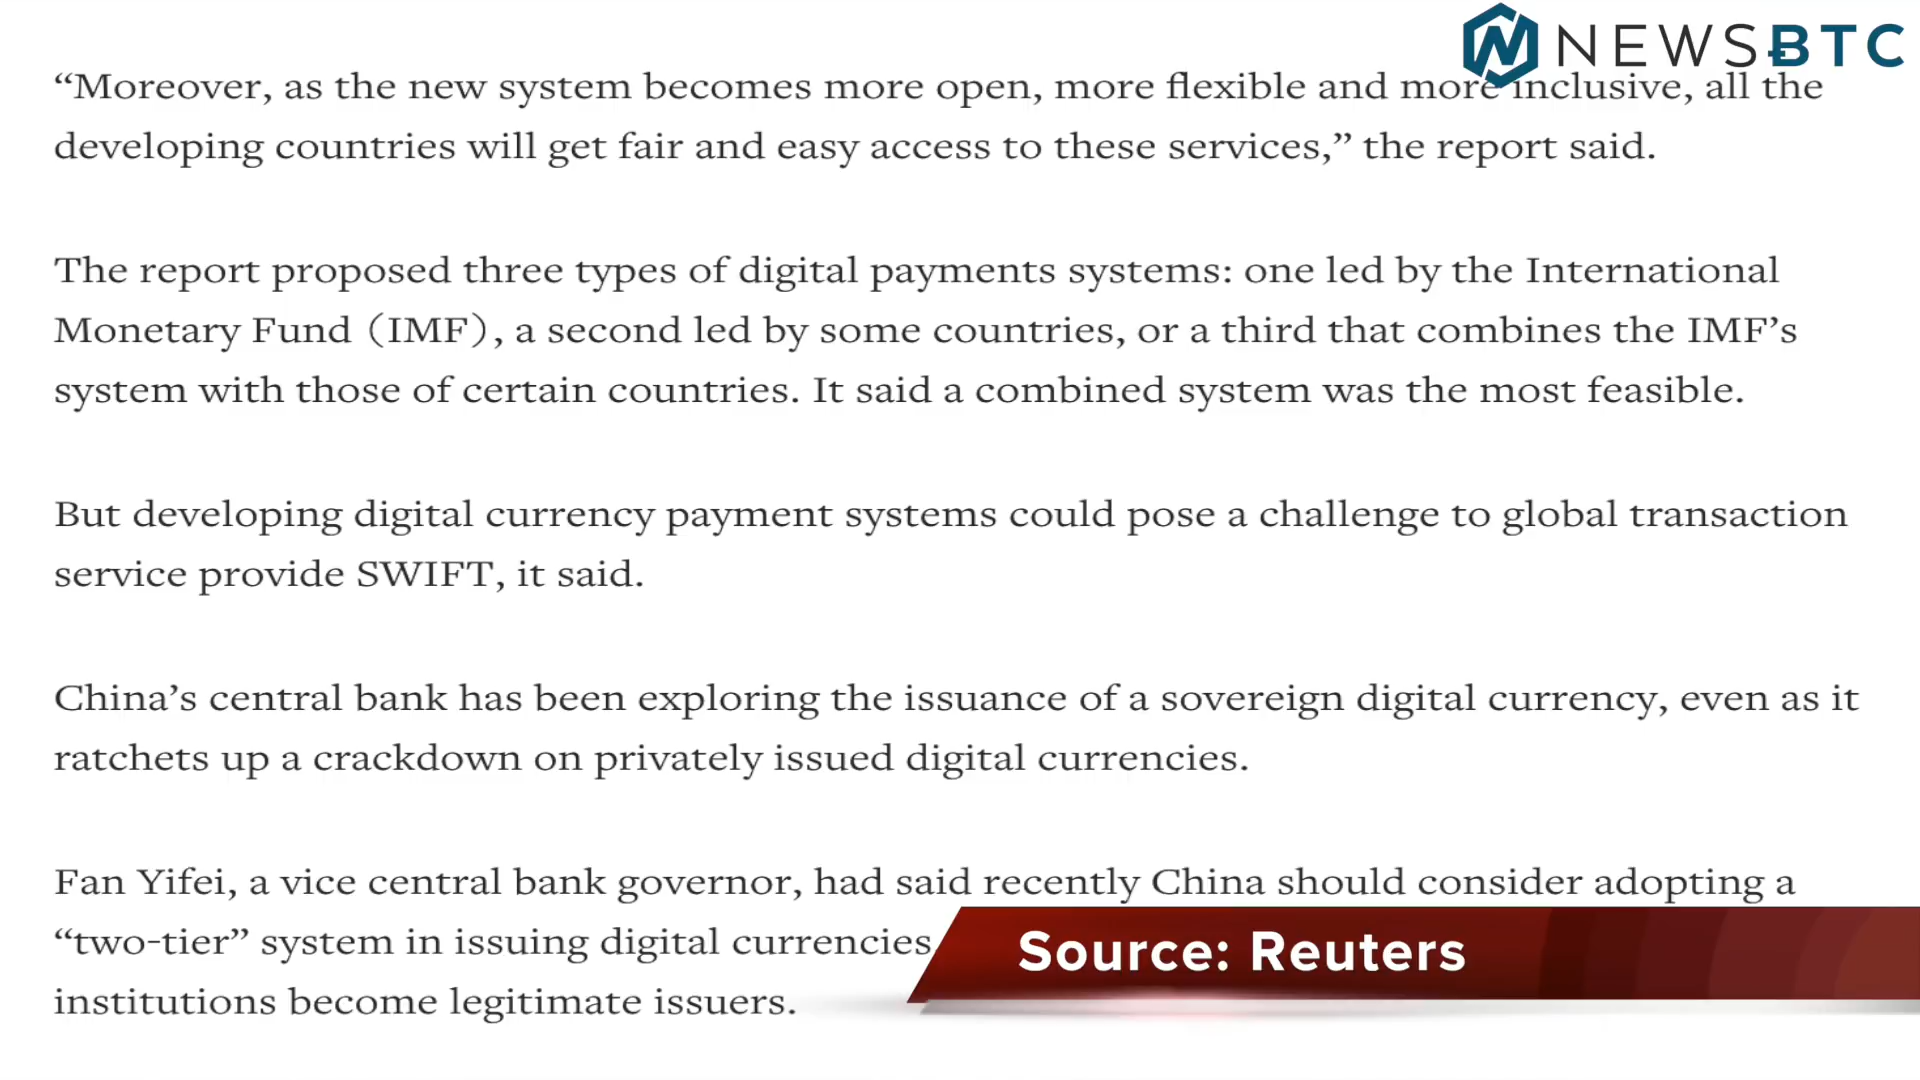 NEWSBTC
“Moreover, as the new system becomes more open, more flexible and more inclusive, all the
developing countries will get fair and easy access to these services,” the report said.
The report proposed three types of digital payments systems: one led by the International
Monetary Fund (IMF), a second led by some countries, or a third that combines the IMF’s
system with those of certain countries. It said a combined system was the most feasible.
But developing digital currency payment systems could pose a challenge to global transaction
service provide SWIFT, it said.
China’s central bank has been exploring the issuance of a sovereign digital currency, even as it
ratchets up a crackdown on privately issued digital currencies.
Fan Yifei, a vice central bank governor, had said recently China should consider adopting a
“two-tier” system in issuing digital currencies
institutions become legitimate issuers.
Source: Reuters